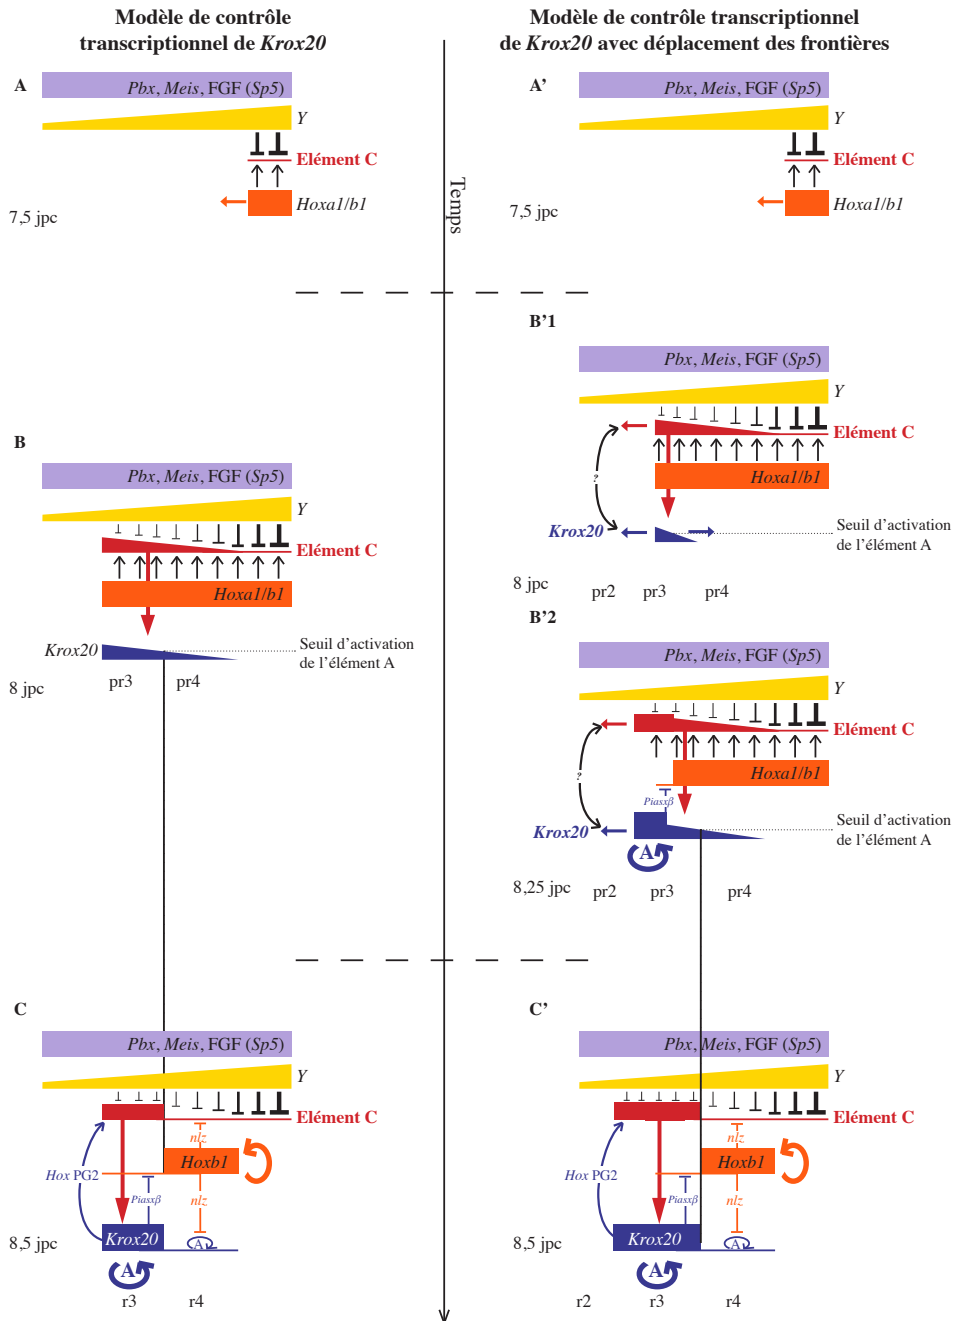 Modèle de contrôle
transcriptionnel de Krox20
Modèle de contrôle transcriptionnel
de Krox20 avec déplacement des frontières
A
Pbx, Meis, FGF (Sp5)
Y
Elément C
Hoxa1/b1
7,5 jpc
Temps
A'
Pbx, Meis, FGF (Sp5)
Y
Elément C
Hoxa1/b1
7,5 jpc
B
Pbx, Meis, FGF (Sp5)
Y
Elément C
Hoxa1/b1
Krox20
Seuil d'activation
de l'élément A
8 jpc
pr3 pr4
B'1
Pbx, Meis, FGF (Sp5)
Y
Elément C
Hoxa1/b1
?
Krox20
Seuil d'activation
de l'élément A
8 jpc
pr2 pr3 pr4
B'2
Pbx, Meis, FGF (Sp5)
Y
Elément C
Hoxa1/b1
?
Piasxβ
Krox20
Seuil d'activation
de l'élément A
A
8,25 jpc
pr2 pr3 pr4
C
Pbx, Meis, FGF (Sp5)
Y
Elément C
nlz
Hoxb1
Hox PG2
Piasxβ
nlz
Krox20
A
8,5 jpc
A
r3 r4
C'
Pbx, Meis, FGF (Sp5)
Y
Elément C
nlz
Hoxb1
Hox PG2
Piasxβ
nlz
Krox20
A
8,5 jpc
A
r2 r3 r4